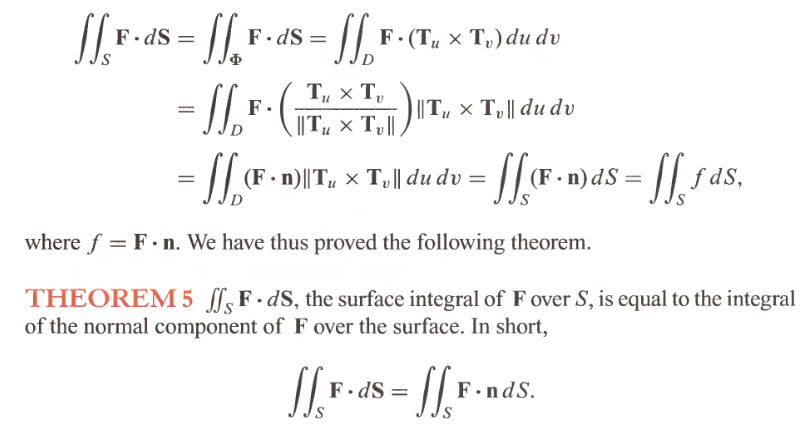 ∬_S F · dS = ∬_Φ F · dS = ∬_D F · (T_u × T_v) du dv
= ∬_D F · ( (T_u × T_v) / ‖T_u × T_v‖ ) ‖T_u × T_v‖ du dv
= ∬_D (F · n)‖T_u × T_v‖ du dv = ∬_S (F · n) dS = ∬_S f dS,
where f = F · n. We have thus proved the following theorem.
THEOREM 5 ∬_S F · dS, the surface integral of F over S, is equal to the integral
of the normal component of F over the surface. In short,
∬_S F · dS = ∬_S F · n dS.